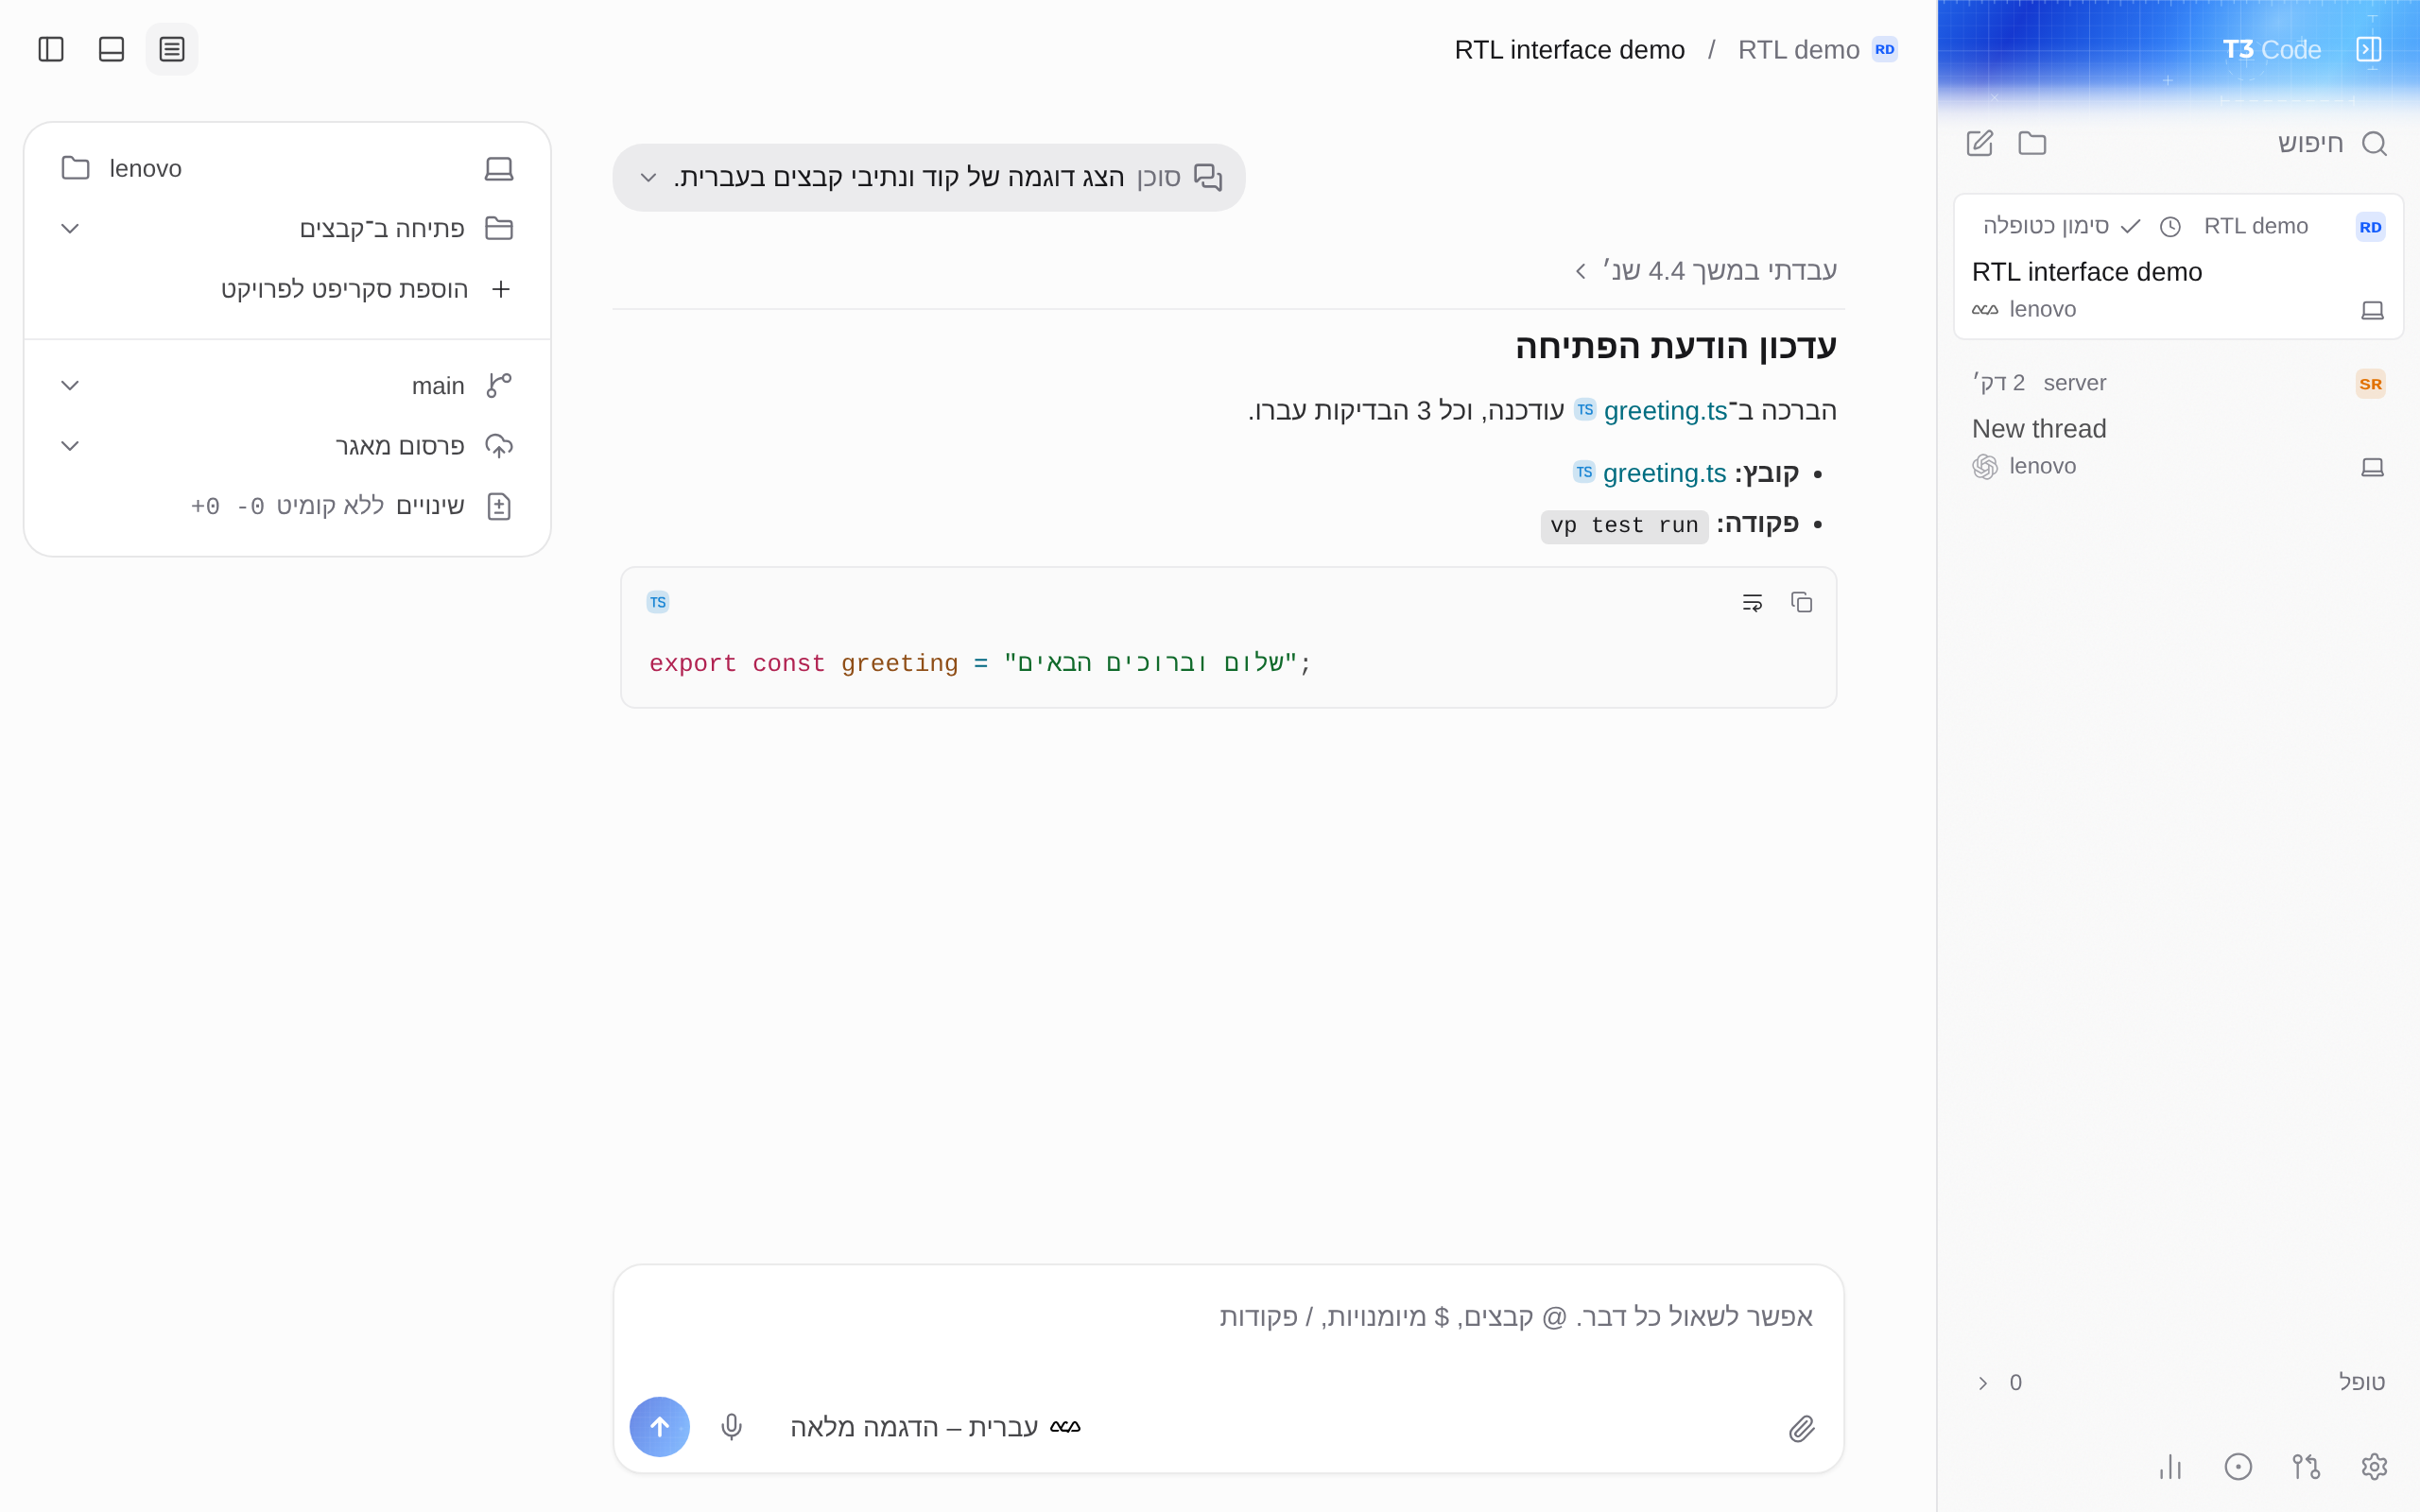 T3 Code
חיפוש
RD RTL demo סימון כטופלה
RTL interface demo
lenovo
SR server 2 דק׳
New thread
lenovo
טופל 0
RD RTL demo / RTL interface demo
סוכן הצג דוגמה של קוד ונתיבי קבצים בעברית.
עבדתי במשך 4.4 שנ׳
עדכון הודעת הפתיחה
הברכה ב־greeting.ts TS עודכנה, וכל 3 הבדיקות עברו.
• קובץ: greeting.ts TS
• פקודה: vp test run
TS
export const greeting = "שלום וברוכים הבאים";
אפשר לשאול כל דבר. @ קבצים, $ מיומנויות, / פקודות
עברית – הדגמה מלאה
lenovo
פתיחה ב־קבצים
הוספת סקריפט לפרויקט
main
פרסום מאגר
שינויים ללא קומיט +0 -0